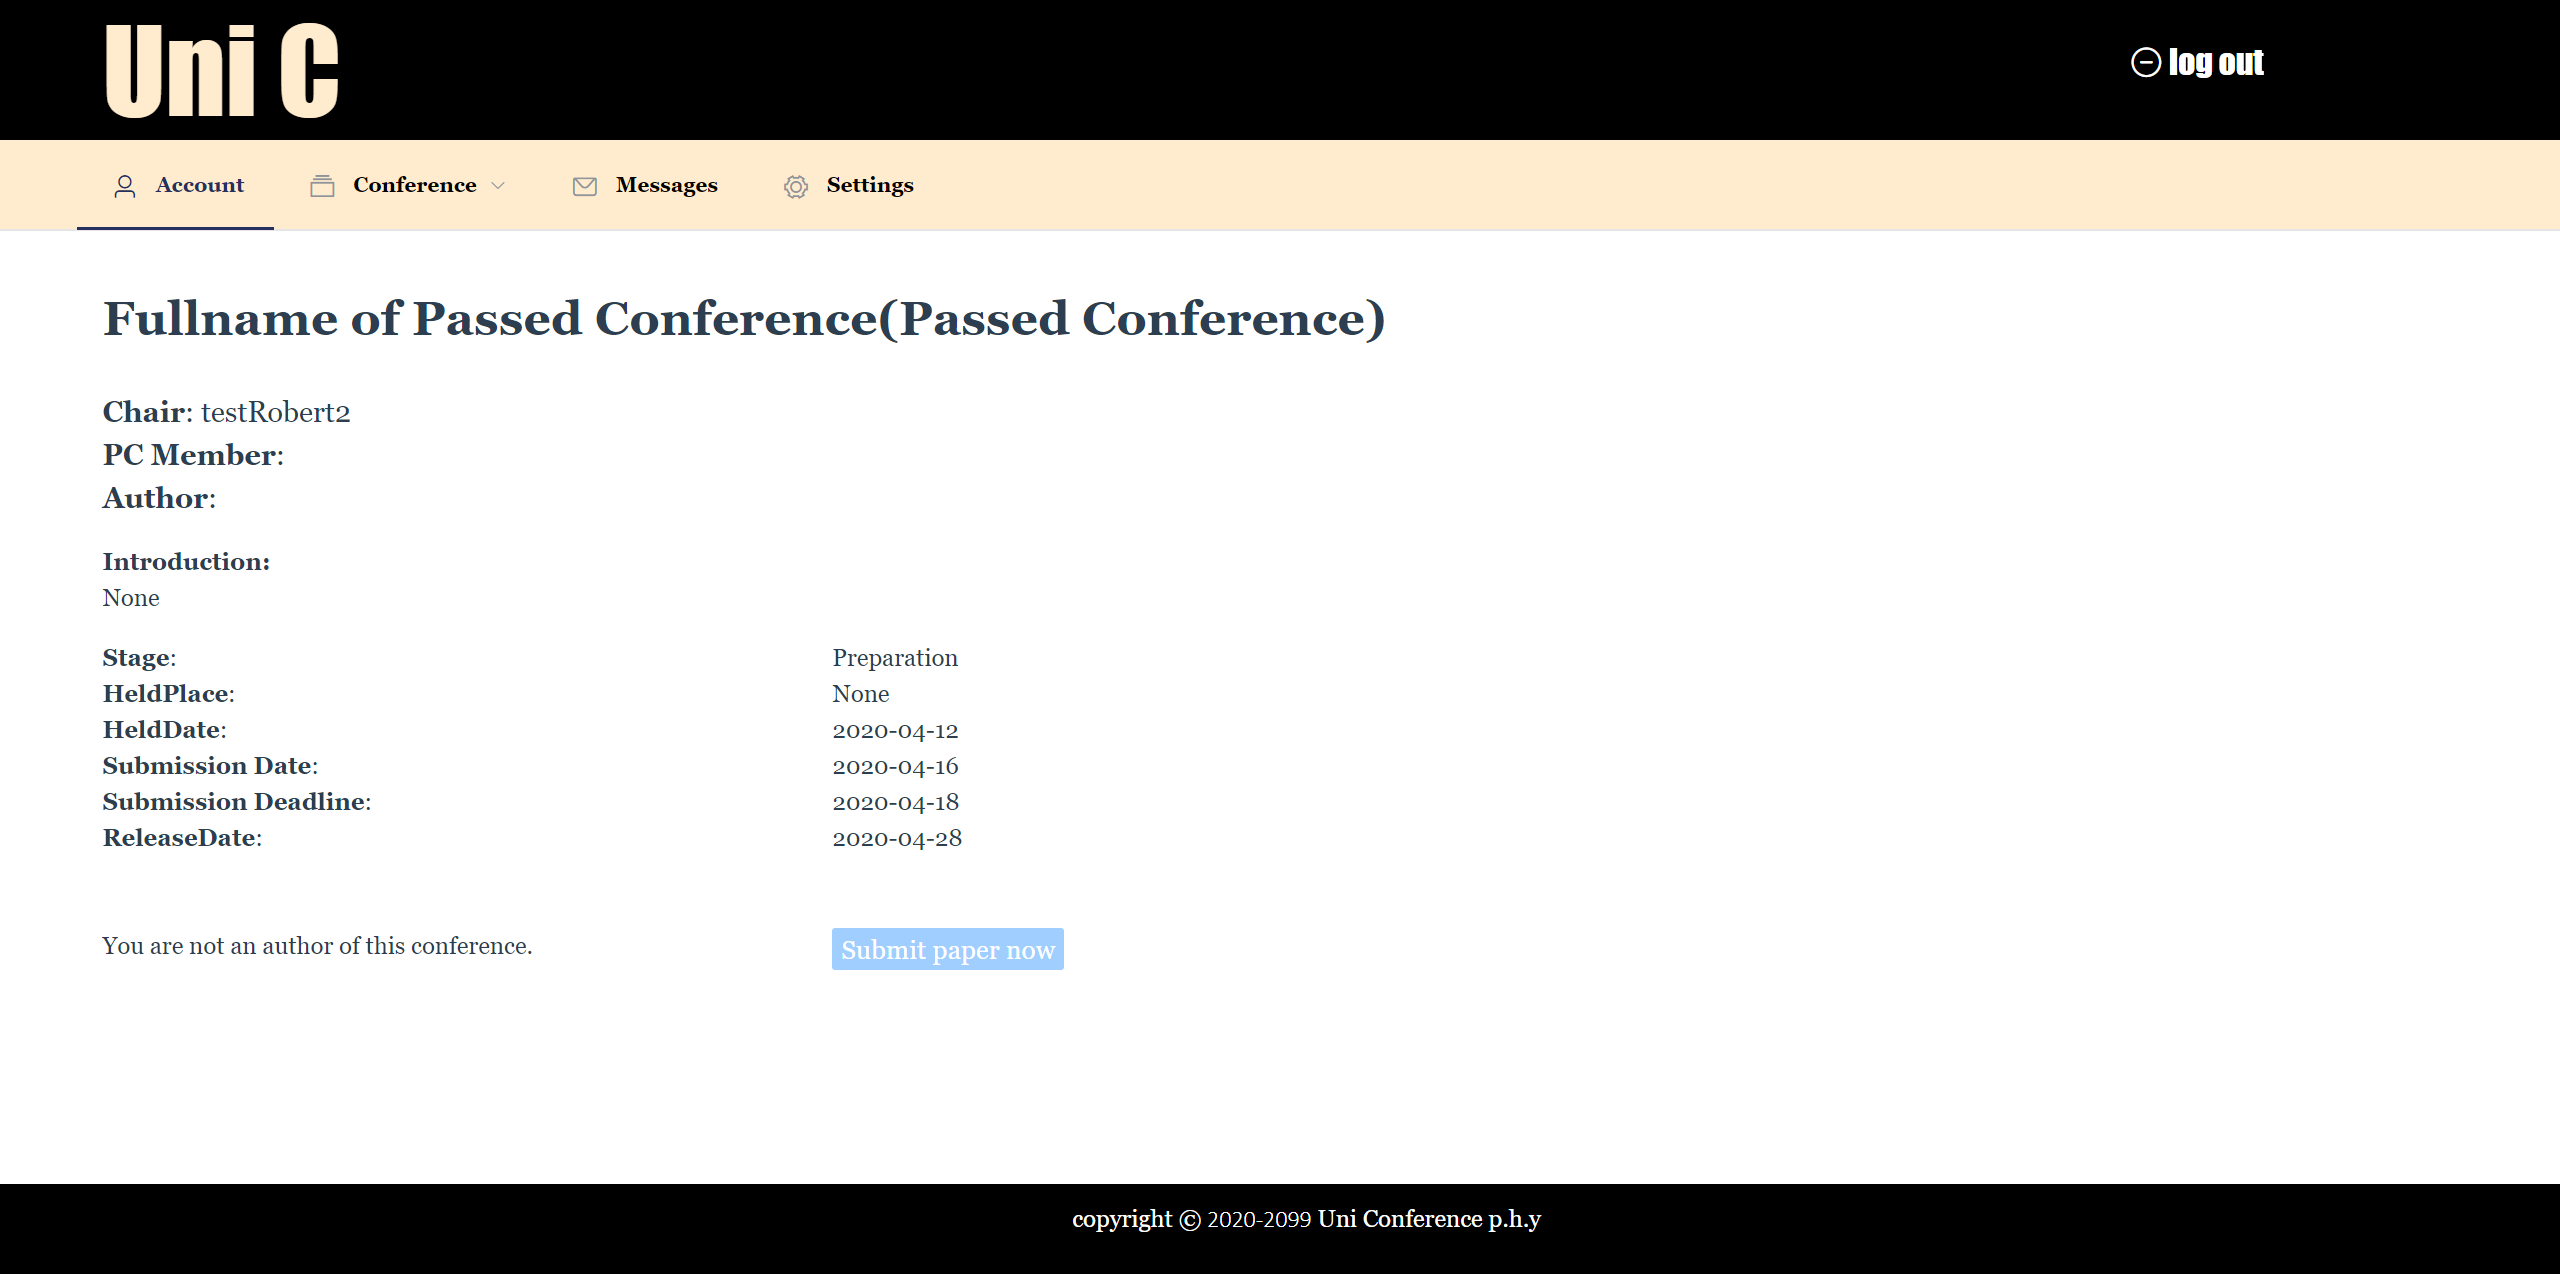 Uni C
log out
Account Conference Messages Settings
Fullname of Passed Conference(Passed Conference)
Chair: testRobert2
PC Member:
Author:
Introduction:
None
Stage: Preparation
HeldPlace: None
HeldDate: 2020-04-12
Submission Date: 2020-04-16
Submission Deadline: 2020-04-18
ReleaseDate: 2020-04-28
You are not an author of this conference. Submit paper now
copyright © 2020-2099 Uni Conference p.h.y